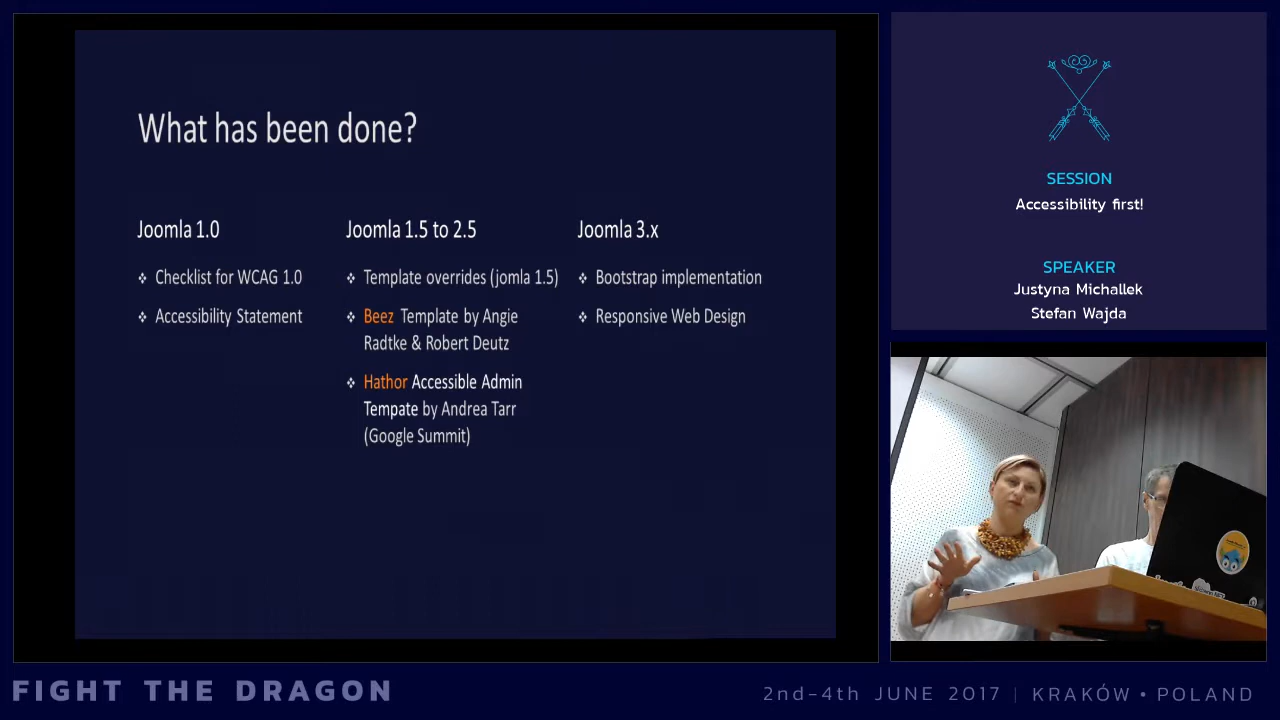 What has been done?
Joomla 1.0
❖ Checklist for WCAG 1.0
❖ Accessibility Statement
Joomla 1.5 to 2.5
❖ Template overrides (jomla 1.5)
❖ Beez Template by Angie
Radtke & Robert Deutz
❖ Hathor Accessible Admin
Tempate by Andrea Tarr
(Google Summit)
Joomla 3.x
❖ Bootstrap implementation
❖ Responsive Web Design
SESSION
Accessibility first!
SPEAKER
Justyna Michallek
Stefan Wajda
FIGHT THE DRAGON
2nd-4th JUNE 2017 | KRAKÓW • POLAND